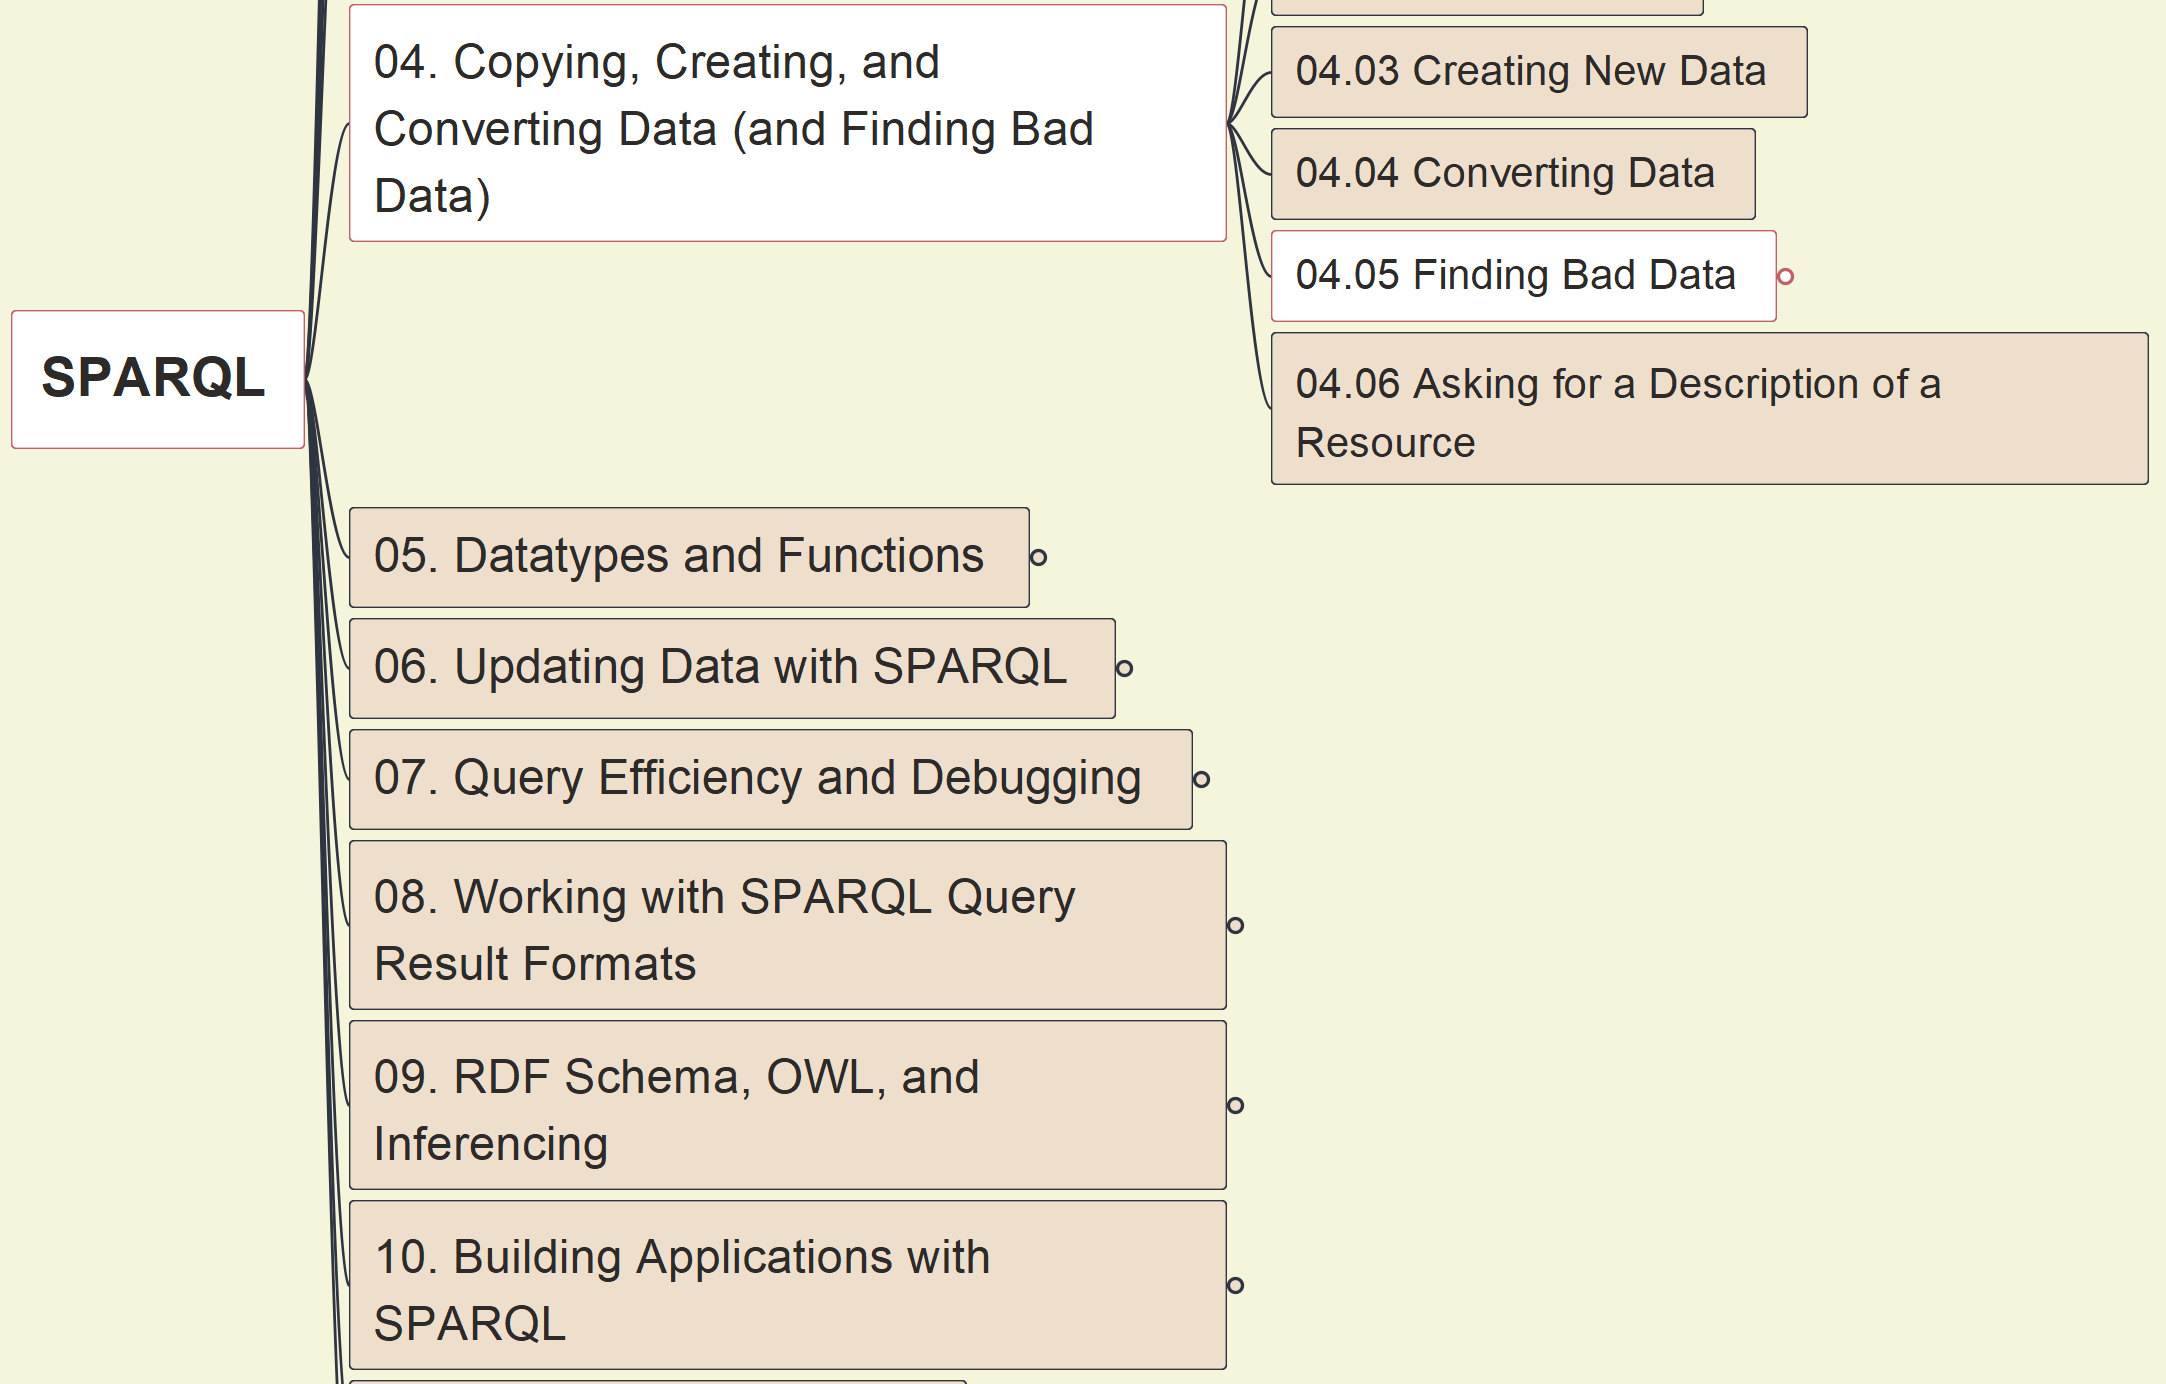 04. Copying, Creating, and
Converting Data (and Finding Bad
Data)
04.03 Creating New Data
04.04 Converting Data
04.05 Finding Bad Data
04.06 Asking for a Description of a
Resource
SPARQL
05. Datatypes and Functions
06. Updating Data with SPARQL
07. Query Efficiency and Debugging
08. Working with SPARQL Query
Result Formats
09. RDF Schema, OWL, and
Inferencing
10. Building Applications with
SPARQL